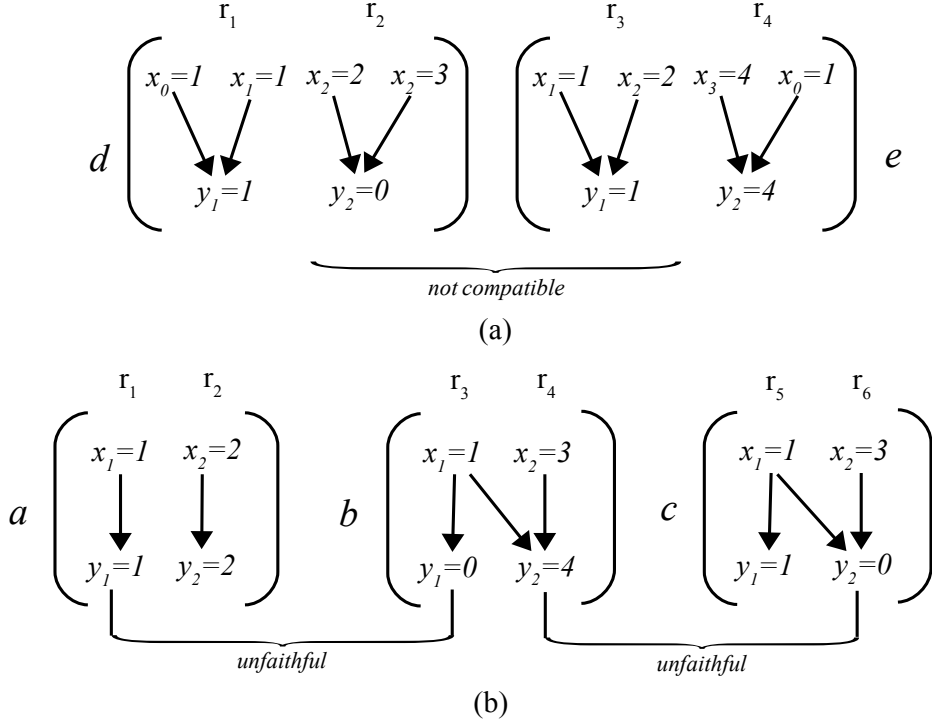 r₁ r₂ r₃ r₄
x₀=1 x₁=1 x₂=2 x₂=3 x₁=1 x₂=2 x₃=4 x₀=1
d e
y₁=1 y₂=0 y₁=1 y₂=4
not compatible
(a)
r₁ r₂ r₃ r₄ r₅ r₆
x₁=1 x₂=2 x₁=1 x₂=3 x₁=1 x₂=3
a b c
y₁=1 y₂=2 y₁=0 y₂=4 y₁=1 y₂=0
unfaithful unfaithful
(b)